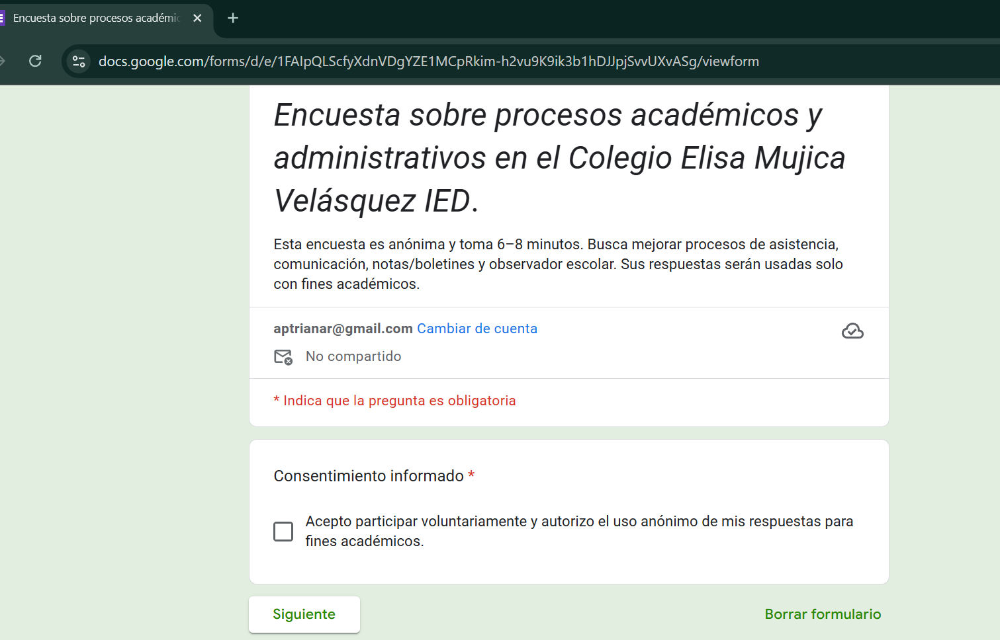 Encuesta sobre procesos académic
docs.google.com/forms/d/e/1FAIpQLScfyXdnVDgYZE1MCpRkim-h2vu9K9ik3b1hDJJpjSvvUXvASg/viewform
Encuesta sobre procesos académicos y
administrativos en el Colegio Elisa Mujica
Velásquez IED.
Esta encuesta es anónima y toma 6–8 minutos. Busca mejorar procesos de asistencia,
comunicación, notas/boletines y observador escolar. Sus respuestas serán usadas solo
con fines académicos.
aptrianar@gmail.com Cambiar de cuenta
No compartido
* Indica que la pregunta es obligatoria
Consentimiento informado *
Acepto participar voluntariamente y autorizo el uso anónimo de mis respuestas para
fines académicos.
Siguiente
Borrar formulario